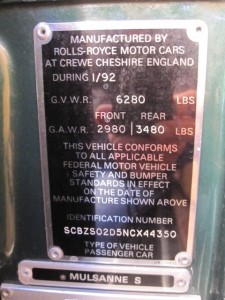 MANUFACTURED BY
ROLLS-ROYCE MOTOR CARS
AT CREWE CHESHIRE ENGLAND
DURING 1/92
G.V.W.R. 6280 LBS
FRONT REAR
G.A.W.R. 2980 3480 LBS
THIS VEHICLE CONFORMS
TO ALL APPLICABLE
FEDERAL MOTOR VEHICLE
SAFETY AND BUMPER
STANDARDS IN EFFECT
ON THE DATE OF
MANUFACTURE SHOWN ABOVE
IDENTIFICATION NUMBER
SCBZS02D5NCX44350
TYPE OF VEHICLE
PASSENGER CAR
MULSANNE S